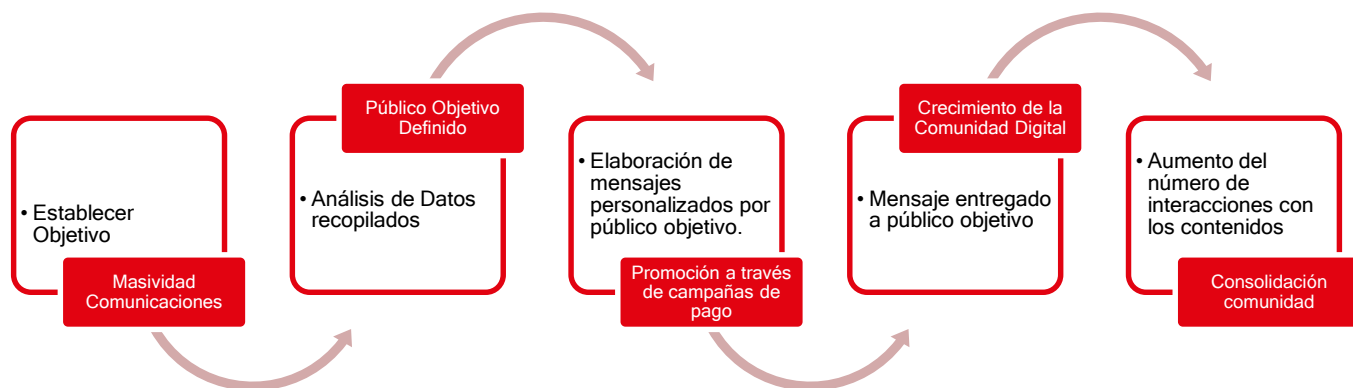 • Establecer
Objetivo
Masividad
Comunicaciones
Público Objetivo
Definido
• Análisis de Datos
recopilados
• Elaboración de
mensajes
personalizados por
público objetivo.
Promoción a través
de campañas de
pago
Crecimiento de la
Comunidad Digital
• Mensaje entregado
a público objetivo
• Aumento del
número de
interacciones con
los contenidos
Consolidación
comunidad